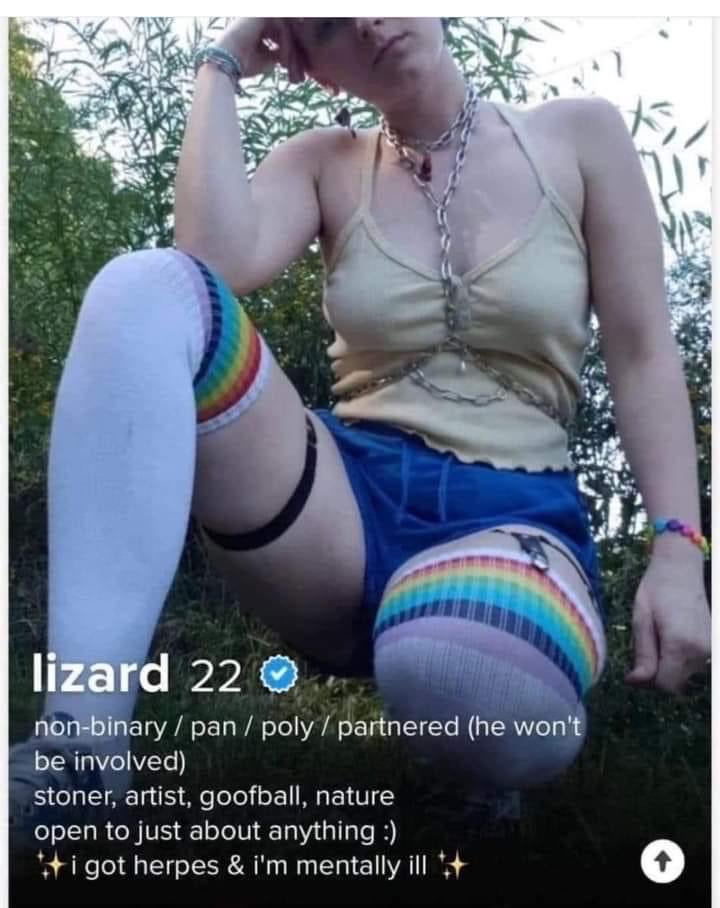 lizard 22
non-binary / pan / poly / partnered (he won't
be involved)
stoner, artist, goofball, nature
open to just about anything :)
✨i got herpes & i'm mentally ill ✨